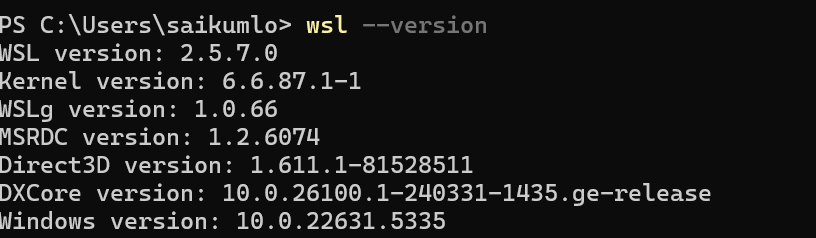 PS C:\Users\saikumlo> wsl --version
WSL version: 2.5.7.0
Kernel version: 6.6.87.1-1
WSLg version: 1.0.66
MSRDC version: 1.2.6074
Direct3D version: 1.611.1-81528511
DXCore version: 10.0.26100.1-240331-1435.ge-release
Windows version: 10.0.22631.5335